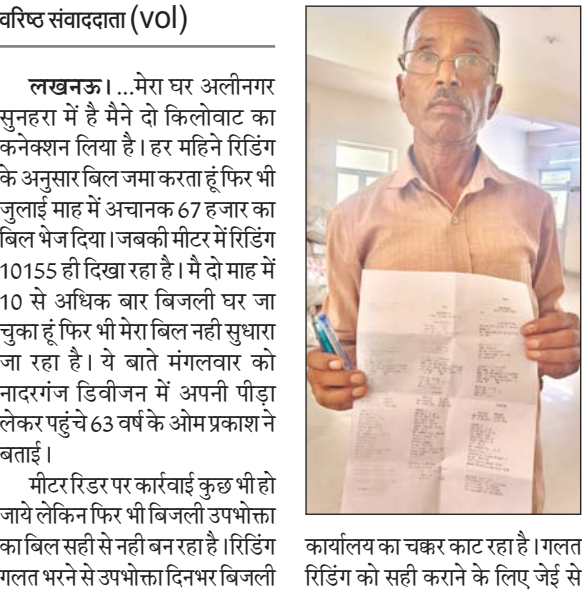 वरिष्ठ संवाददाता (vol)
लखनऊ। ...मेरा घर अलीनगर
सुनहरा में है मैने दो किलोवाट का
कनेक्शन लिया है। हर महिने रिडिंग
के अनुसार बिल जमा करता हूं फिर भी
जुलाई माह में अचानक 67 हजार का
बिल भेज दिया। जबकी मीटर में रिडिंग
10155 ही दिखा रहा है। मै दो माह में
10 से अधिक बार बिजली घर जा
चुका हूं फिर भी मेरा बिल नही सुधारा
जा रहा है। ये बाते मंगलवार को
नादरगंज डिवीजन में अपनी पीड़ा
लेकर पहुंचे 63 वर्ष के ओम प्रकाश ने
बताई।
मीटर रिडर पर कार्रवाई कुछ भी हो
जाये लेकिन फिर भी बिजली उपभोक्ता
का बिल सही से नही बन रहा है। रिडिंग
गलत भरने से उपभोक्ता दिनभर बिजली
कार्यालय का चक्कर काट रहा है। गलत
रिडिंग को सही कराने के लिए जेई से